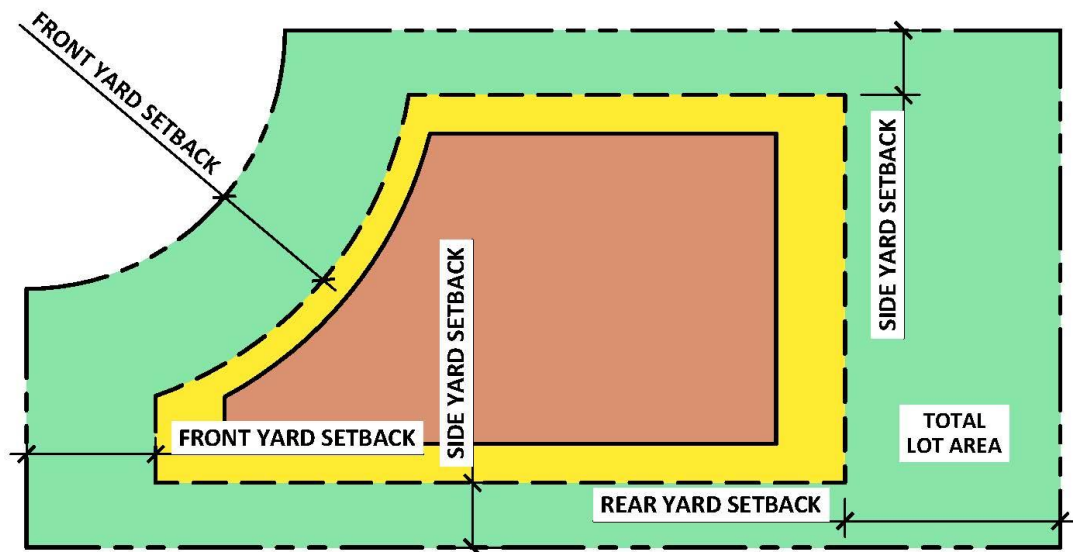 FRONT YARD SETBACK
SIDE YARD SETBACK
SIDE YARD SETBACK
FRONT YARD SETBACK
TOTAL
LOT AREA
REAR YARD SETBACK